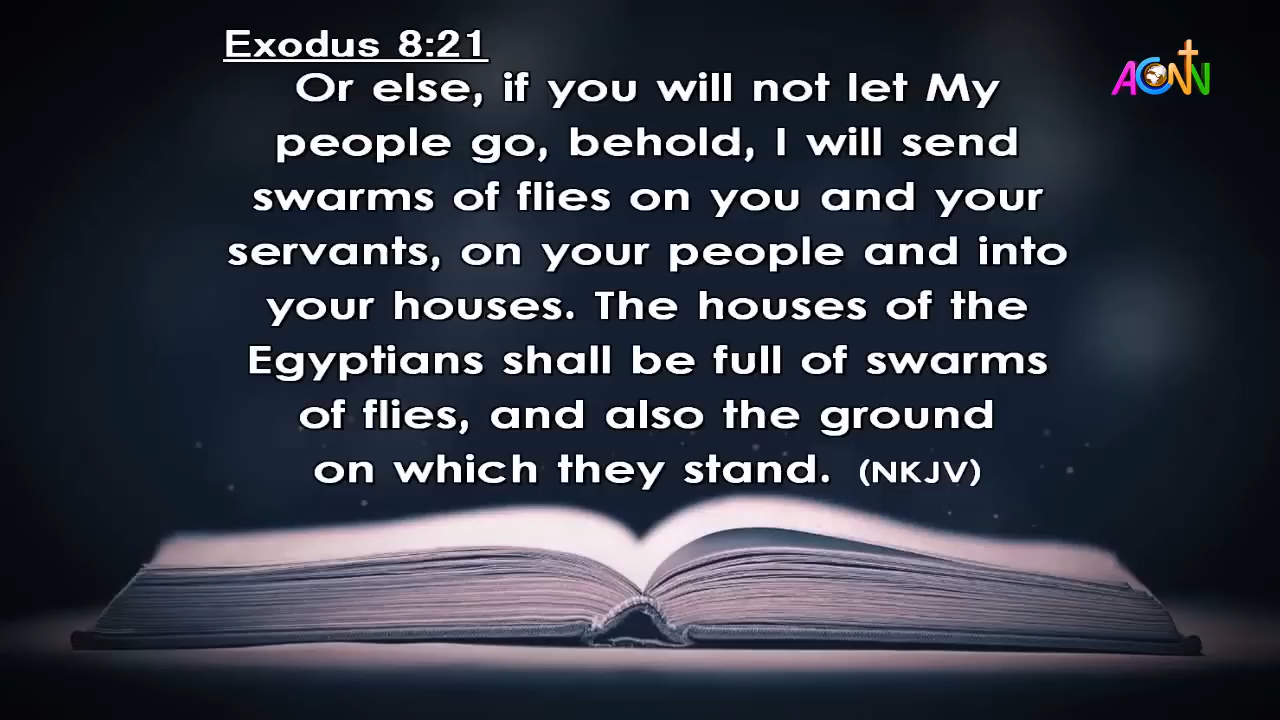 Exodus 8:21
ACNN
Or else, if you will not let My
people go, behold, I will send
swarms of flies on you and your
servants, on your people and into
your houses. The houses of the
Egyptians shall be full of swarms
of flies, and also the ground
on which they stand. (NKJV)